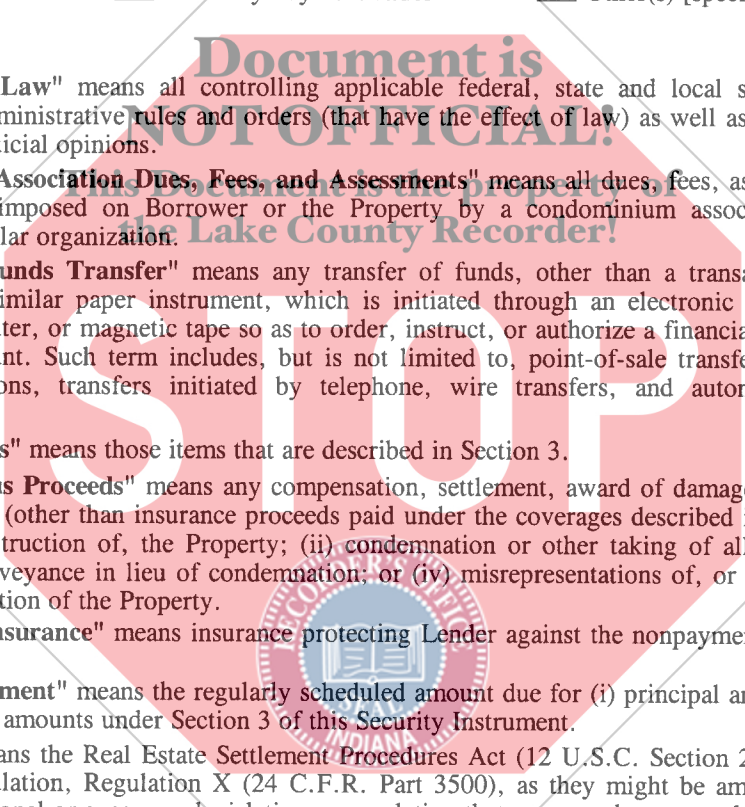 Document is
NOT OFFICIAL!
This Document is the property of
the Lake County Recorder!
Law" means all controlling applicable federal, state and local s
ministrative rules and orders (that have the effect of law) as well as
icial opinions.
Association Dues, Fees, and Assessments" means all dues, fees, as
imposed on Borrower or the Property by a condominium assoc
lar organization.
unds Transfer" means any transfer of funds, other than a transa
imilar paper instrument, which is initiated through an electronic
ter, or magnetic tape so as to order, instruct, or authorize a financia
nt. Such term includes, but is not limited to, point-of-sale transfe
ons, transfers initiated by telephone, wire transfers, and autom
STOP
s" means those items that are described in Section 3.
us Proceeds" means any compensation, settlement, award of damage
(other than insurance proceeds paid under the coverages described
truction of, the Property; (ii) condemnation or other taking of all
veyance in lieu of condemnation; or (iv) misrepresentations of, or
tion of the Property.
nsurance" means insurance protecting Lender against the nonpaymen
ment" means the regularly scheduled amount due for (i) principal an
amounts under Section 3 of this Security Instrument.
ans the Real Estate Settlement Procedures Act (12 U.S.C. Section 2
ulation, Regulation X (24 C.F.R. Part 3500), as they might be am
RECORDER'S OFFICE
SEAL
INDIANA